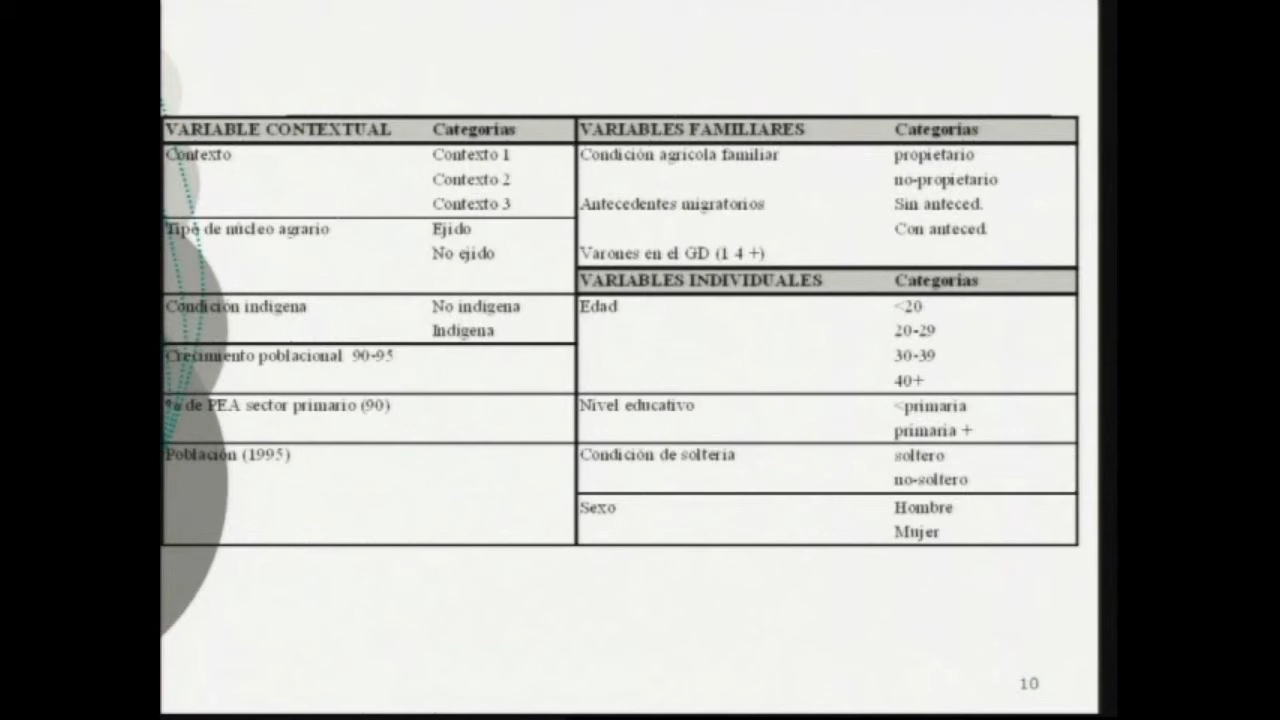 VARIABLE CONTEXTUAL Categorías
Contexto Contexto 1
Contexto 2
Contexto 3
Tipo de núcleo agrario Ejido
No ejido
Condición indígena No indígena
Indígena
Crecimiento poblacional 90-95
% de PEA sector primario (90)
Población (1995)
VARIABLES FAMILIARES Categorías
Condición agrícola familiar propietario
no-propietario
Antecedentes migratorios Sin anteced.
Con anteced.
Varones en el GD (1 4 +)
VARIABLES INDIVIDUALES Categorías
Edad <20
20-29
30-39
40+
Nivel educativo <primaria
primaria +
Condición de soltería soltero
no-soltero
Sexo Hombre
Mujer
10